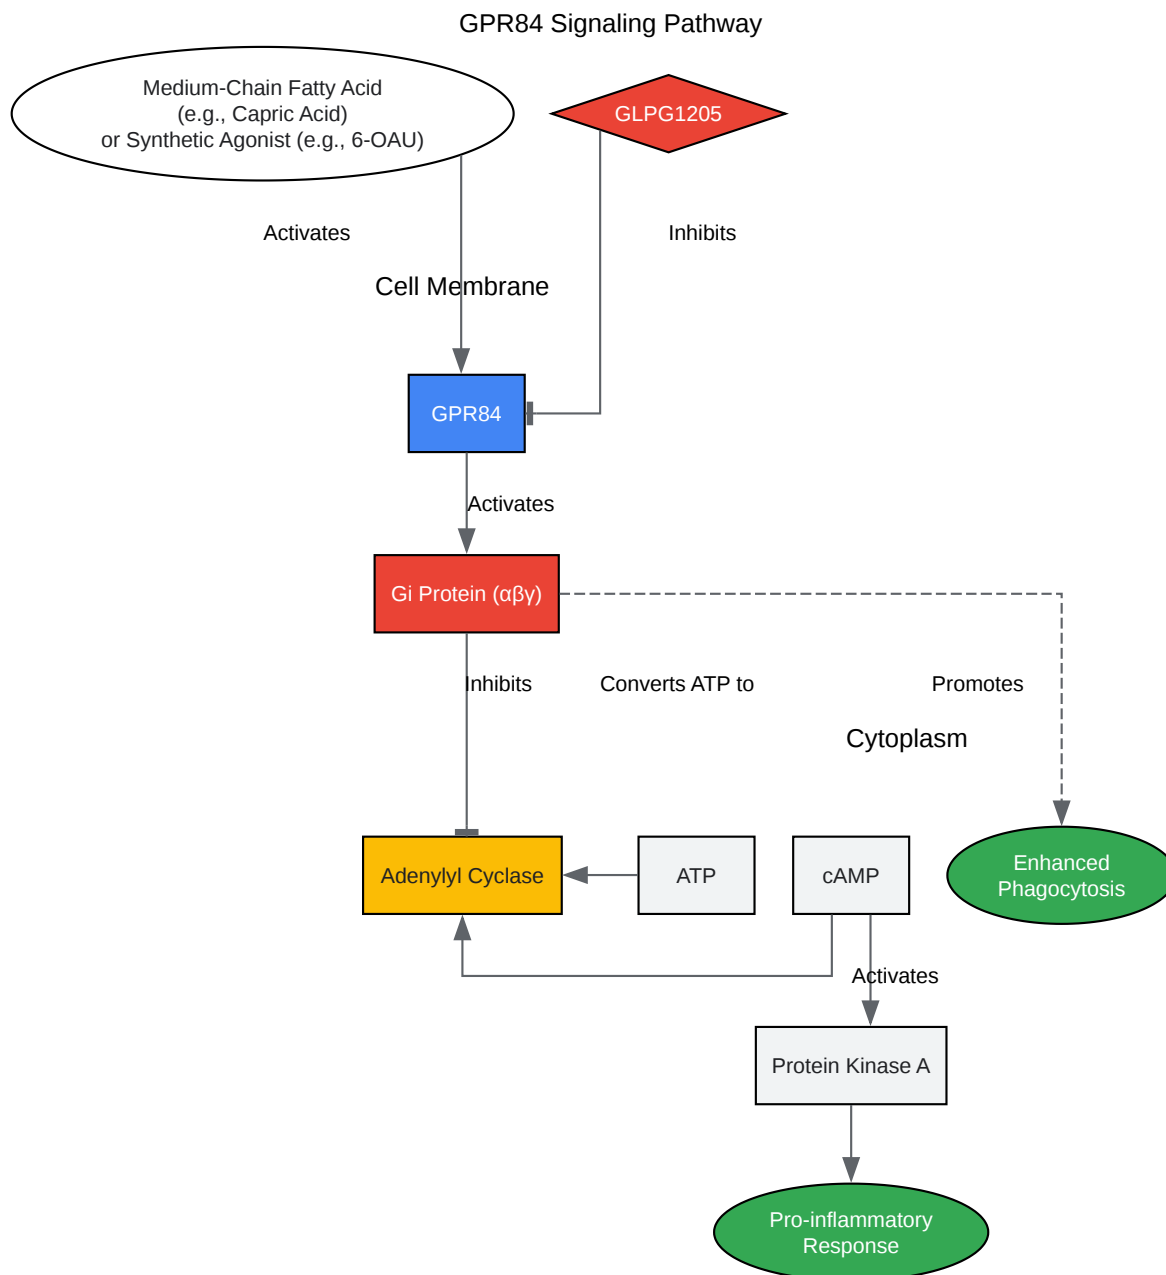 GPR84 Signaling Pathway
Medium-Chain Fatty Acid
(e.g., Capric Acid)
or Synthetic Agonist (e.g., 6-OAU)
GLPG1205
Activates
Inhibits
Cell Membrane
GPR84
Activates
Gi Protein (αβγ)
Inhibits
Converts ATP to
Promotes
Cytoplasm
Adenylyl Cyclase
ATP
cAMP
Enhanced
Phagocytosis
Activates
Protein Kinase A
Pro-inflammatory
Response